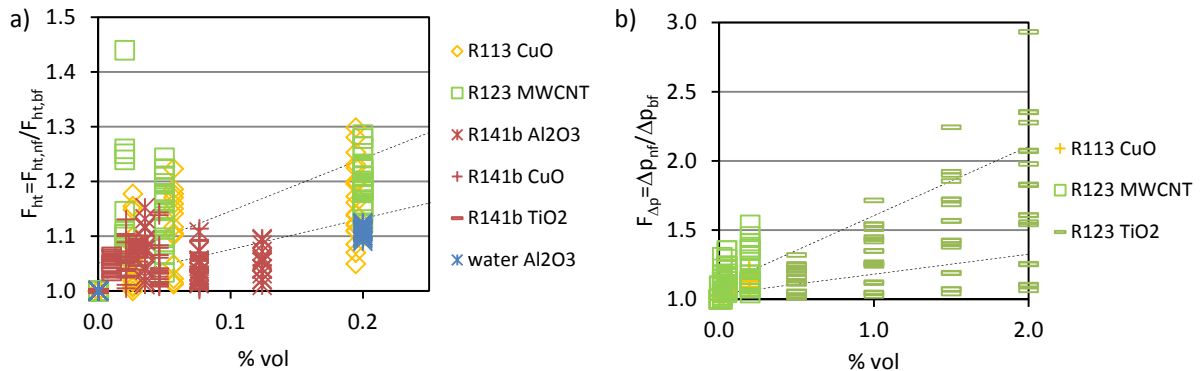 a)
F_ht=F_ht,nf/F_ht,bf
1.5
1.4
1.3
1.2
1.1
1.0
0.0 0.1 0.2
% vol
R113 CuO
R123 MWCNT
R141b Al2O3
R141b CuO
R141b TiO2
water Al2O3
b)
F_Δp=Δp_nf/Δp_bf
3.0
2.5
2.0
1.5
1.0
0.0 1.0 2.0
% vol
R113 CuO
R123 MWCNT
R123 TiO2